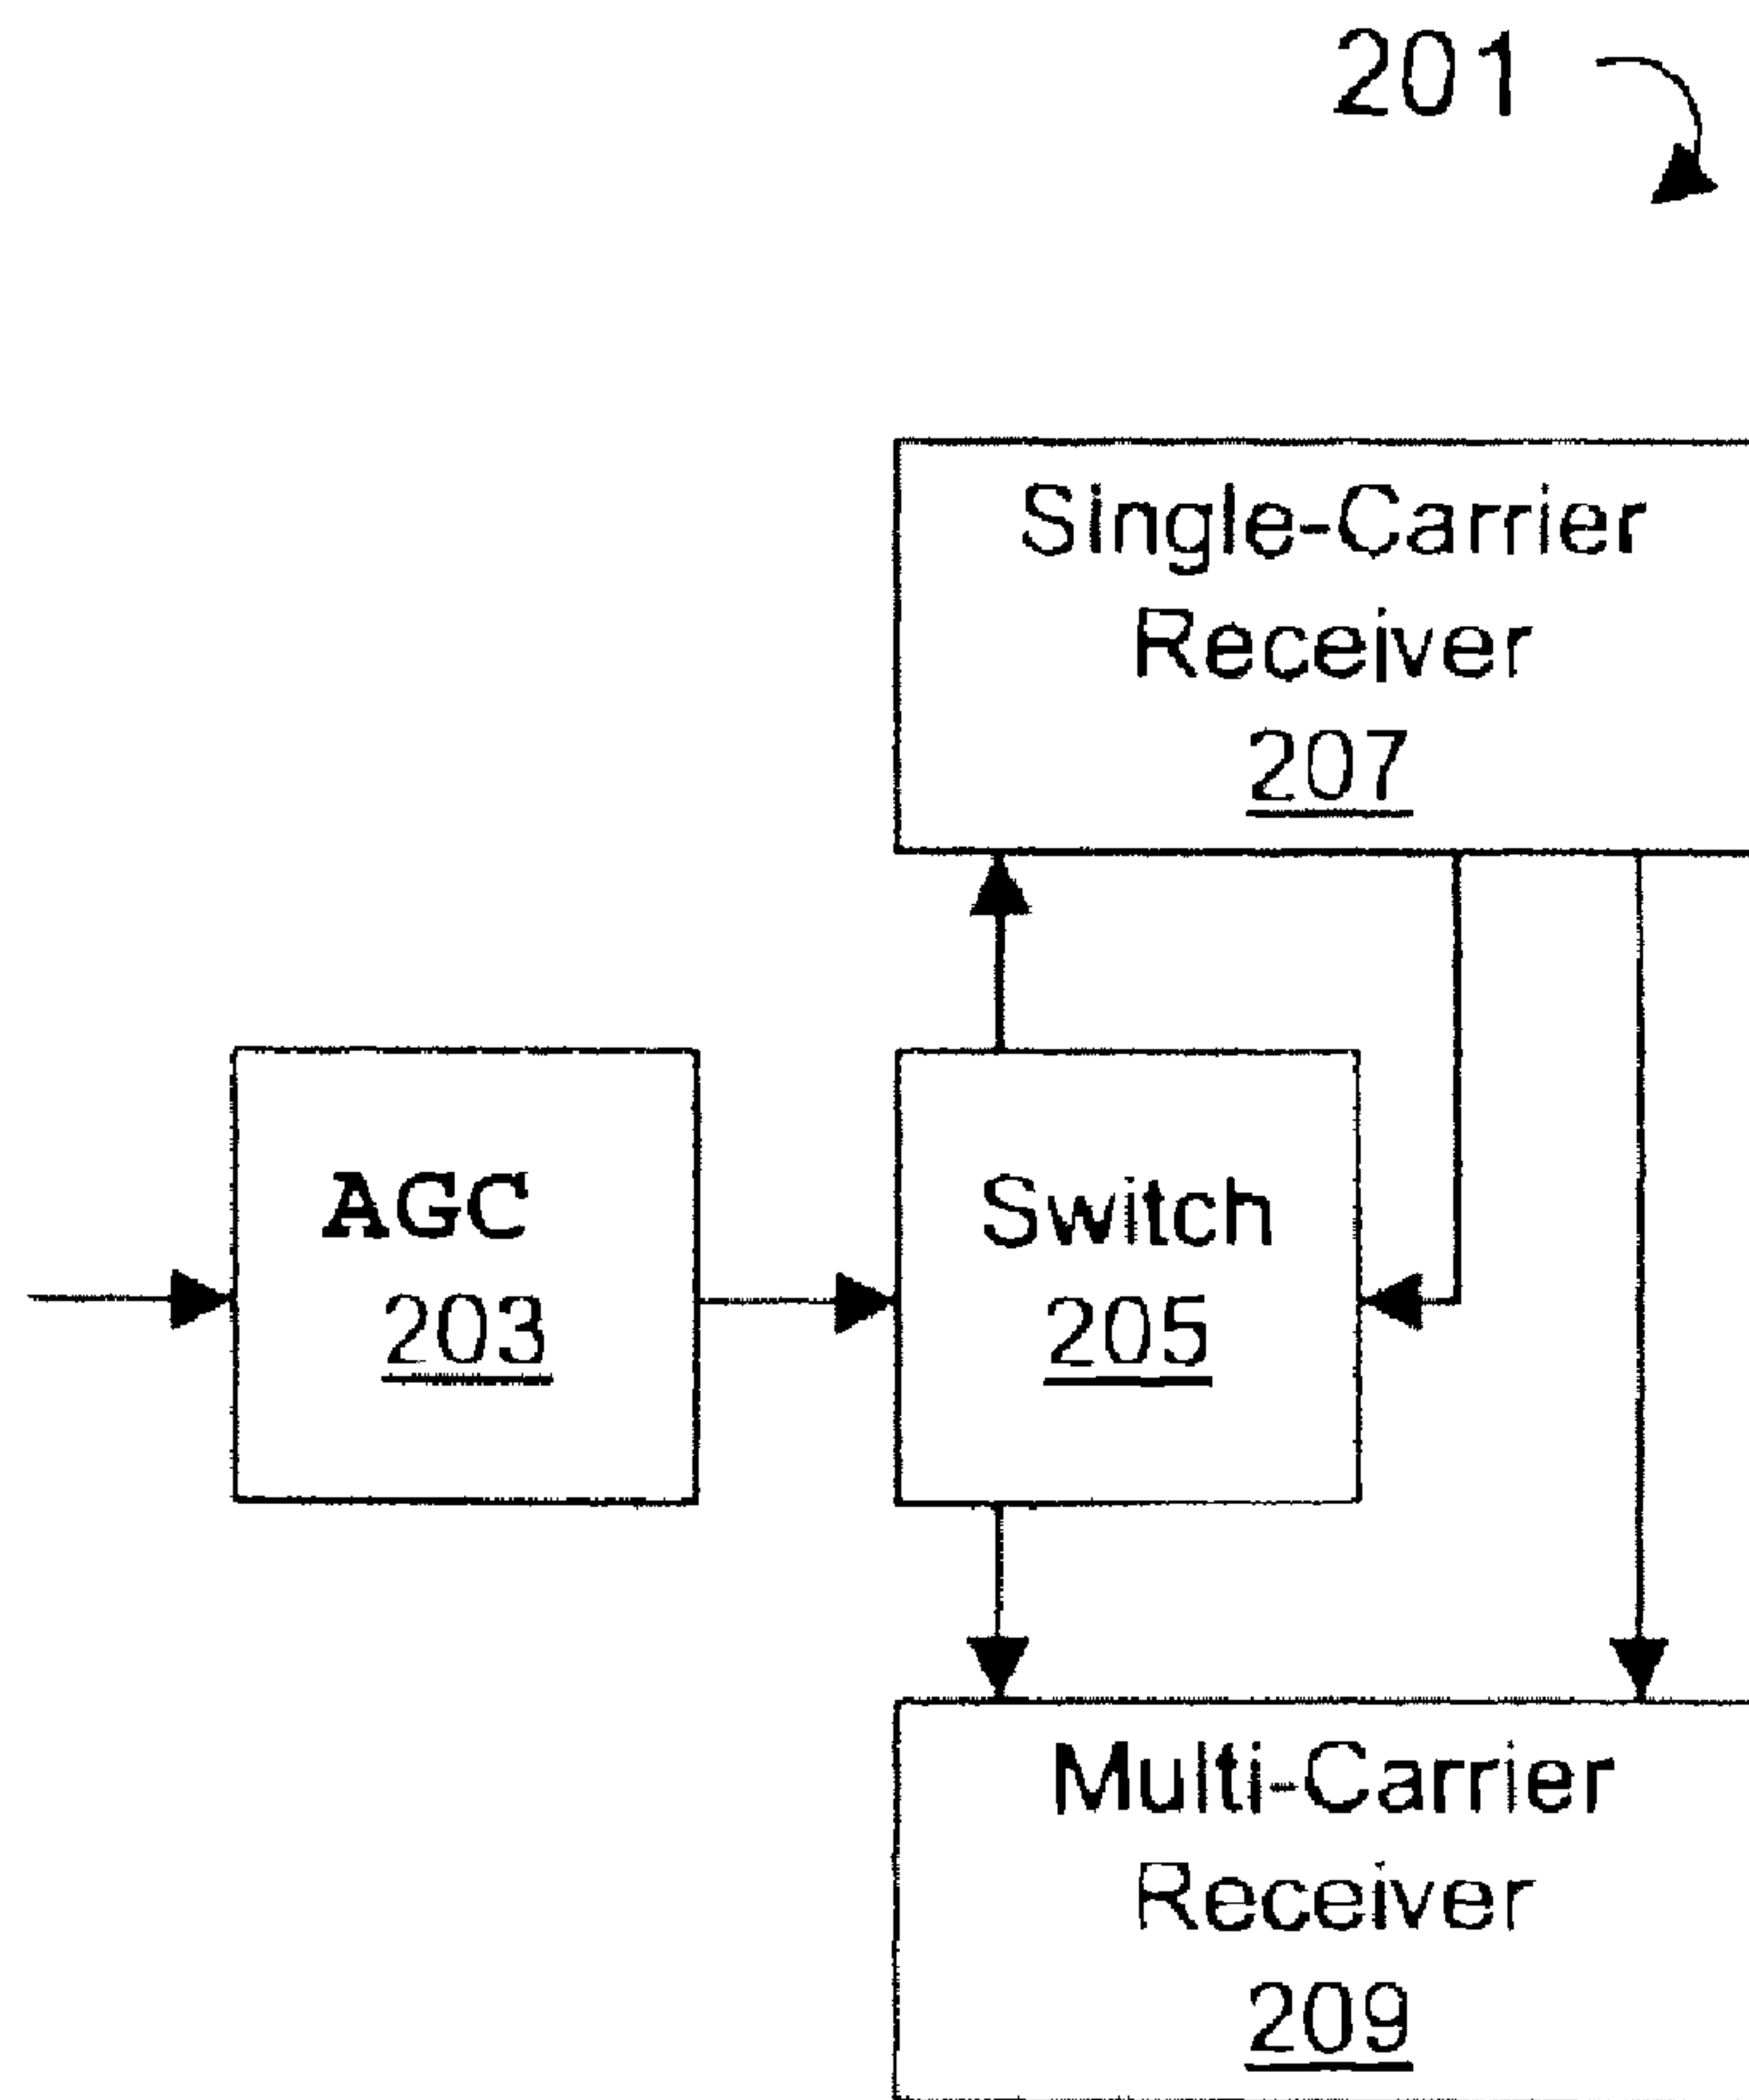 201
Single-Carrier
Receiver
207
AGC
203
Switch
205
Multi-Carrier
Receiver
209